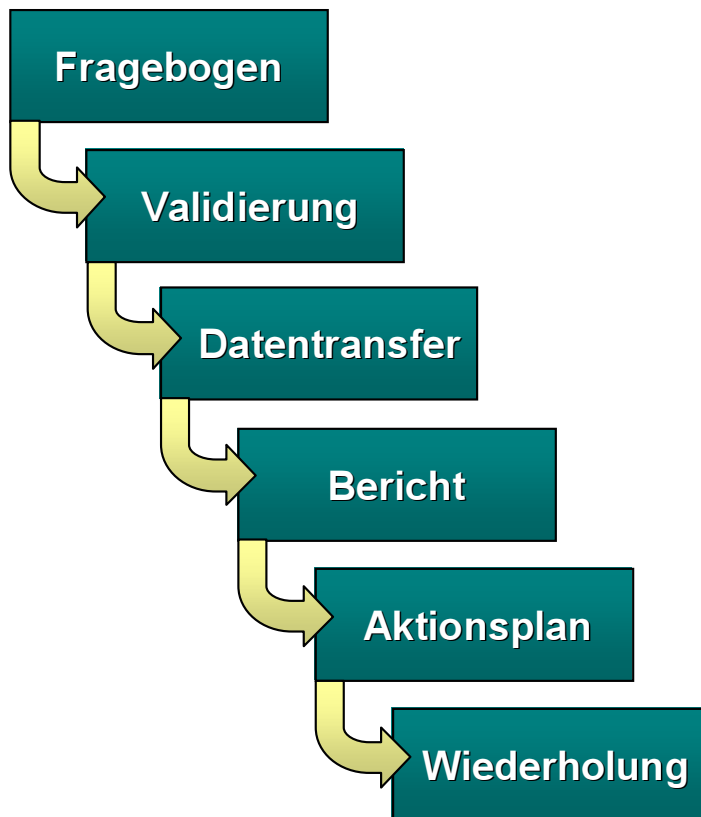 Fragebogen
Validierung
Datentransfer
Bericht
Aktionsplan
Wiederholung